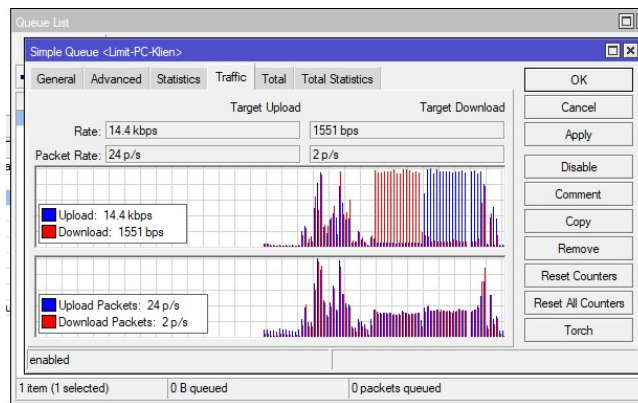 Queue List
Simple Queue <Limit-PC-Klien>
General Advanced Statistics Traffic Total Total Statistics
Target Upload Target Download
Rate: 14.4 kbps 1551 bps
Packet Rate: 24 p/s 2 p/s
Upload: 14.4 kbps
Download: 1551 bps
Upload Packets: 24 p/s
Download Packets: 2 p/s
enabled
OK
Cancel
Apply
Disable
Comment
Copy
Remove
Reset Counters
Reset All Counters
Torch
1 item (1 selected) 0 B queued 0 packets queued